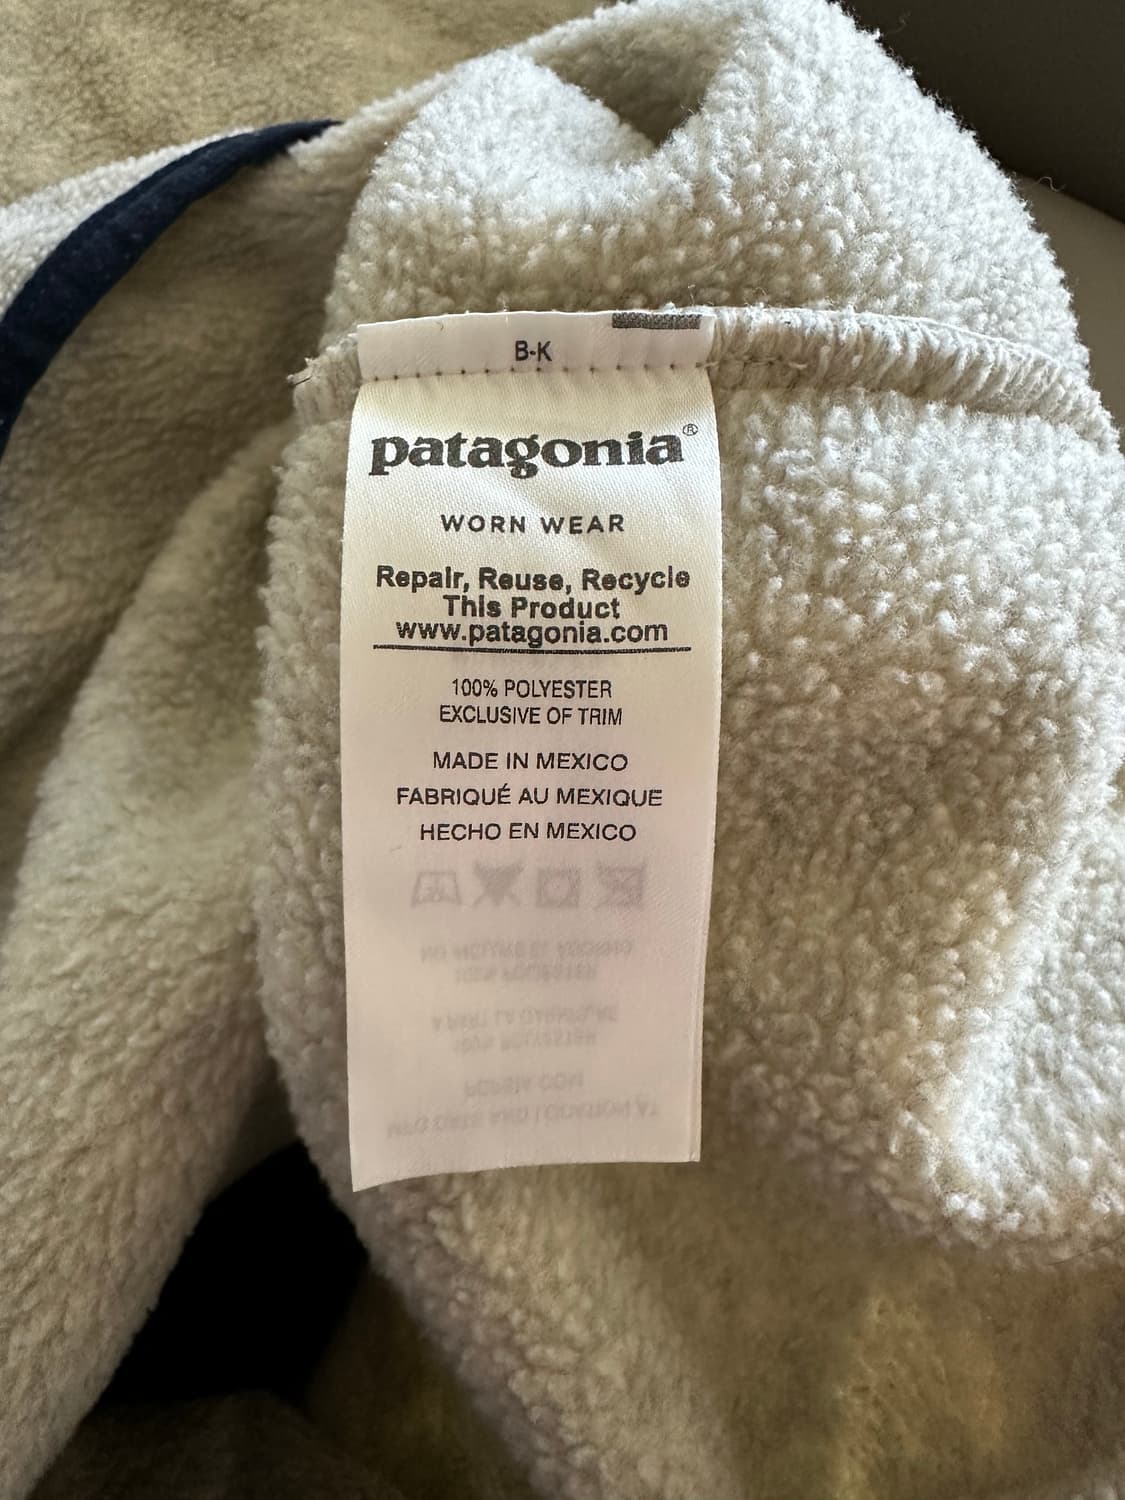 B-K
patagonia®
WORN WEAR
Repair, Reuse, Recycle
This Product
www.patagonia.com
100% POLYESTER
EXCLUSIVE OF TRIM
MADE IN MEXICO
FABRIQUÉ AU MEXIQUE
HECHO EN MEXICO